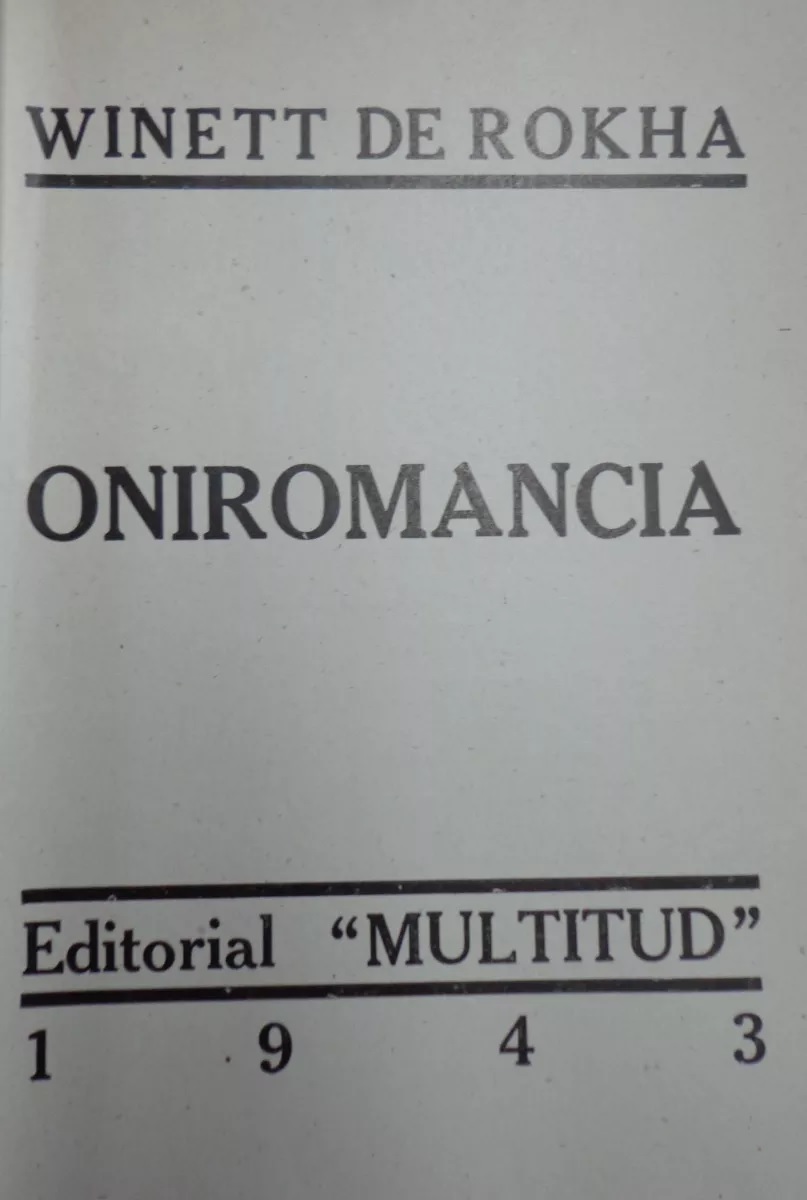 WINETT DE ROKHA
ONIROMANCIA
Editorial “MULTITUD”
1 9 4 3